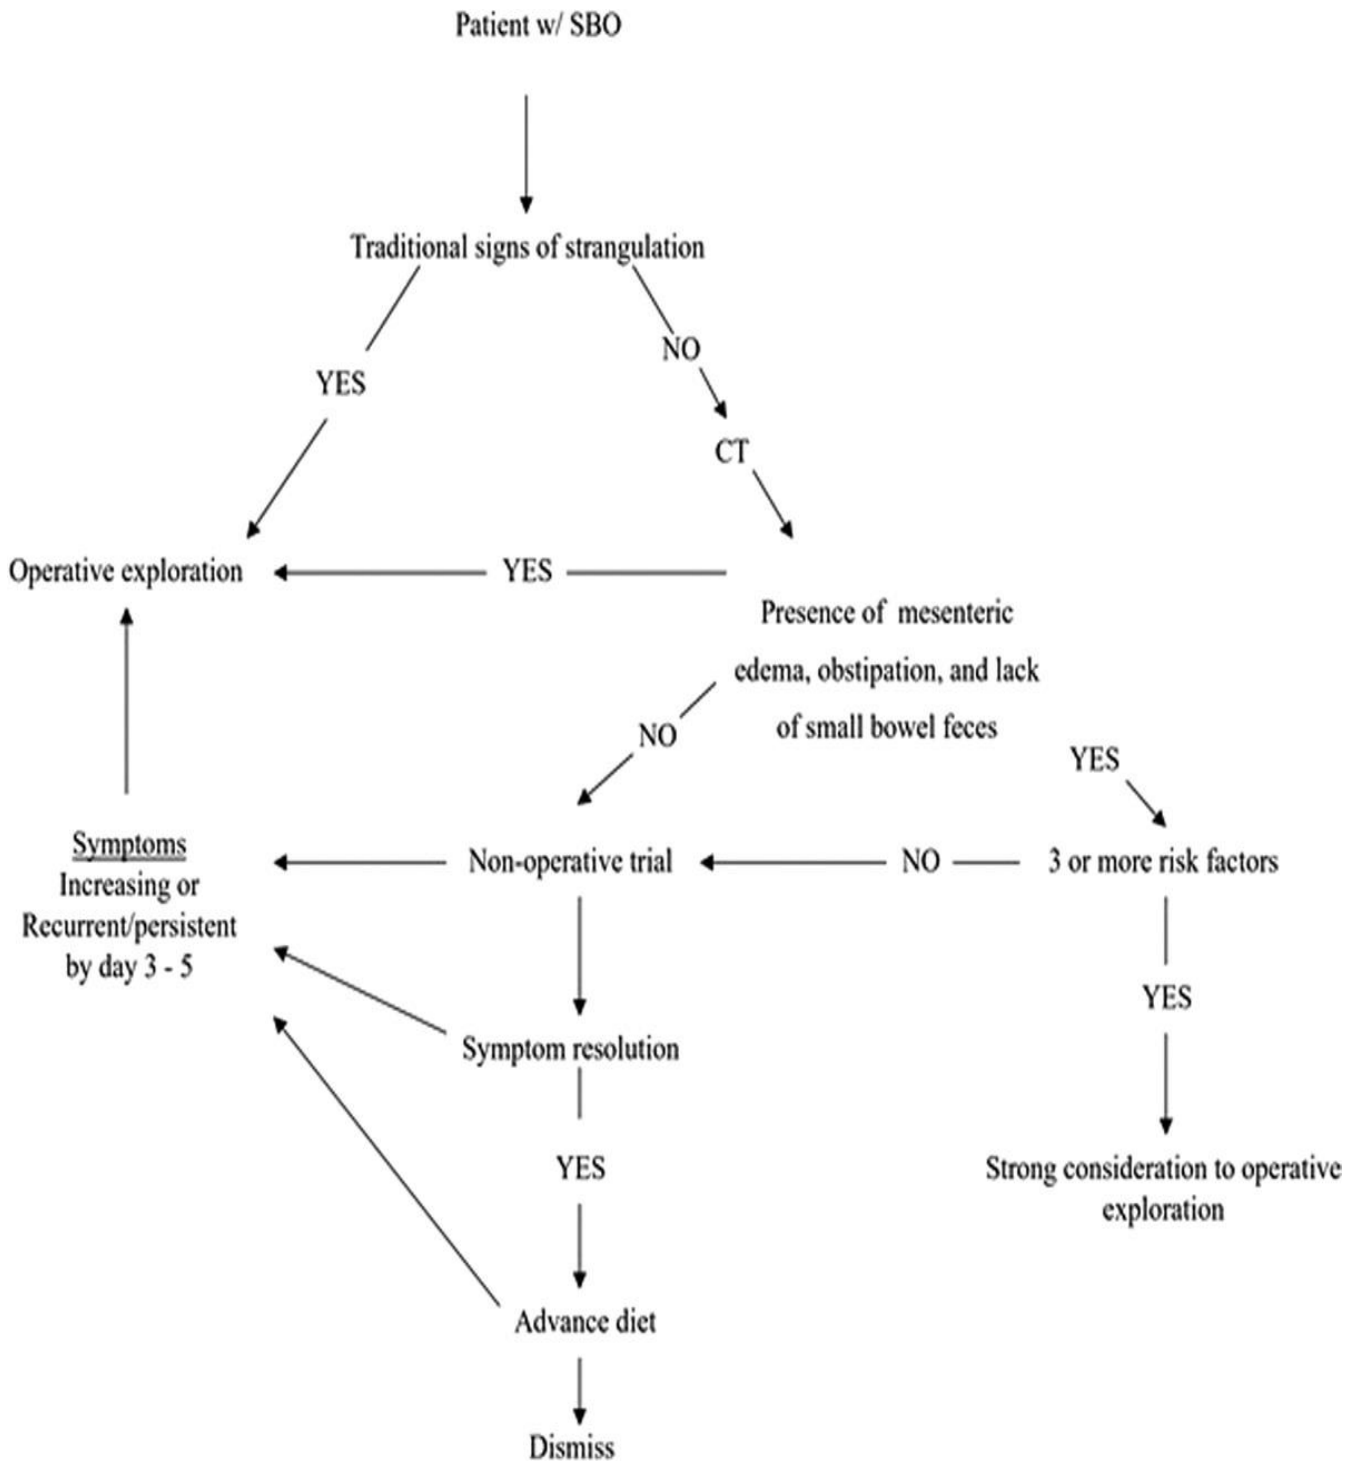 Patient w/ SBO
Traditional signs of strangulation
NO
YES
CT
Operative exploration
YES
Presence of mesenteric
edema, obstipation, and lack
of small bowel feces
NO
YES
Symptoms
Increasing or
Recurrent/persistent
by day 3 - 5
Non-operative trial
NO
3 or more risk factors
YES
Symptom resolution
YES
Strong consideration to operative
exploration
Advance diet
Dismiss